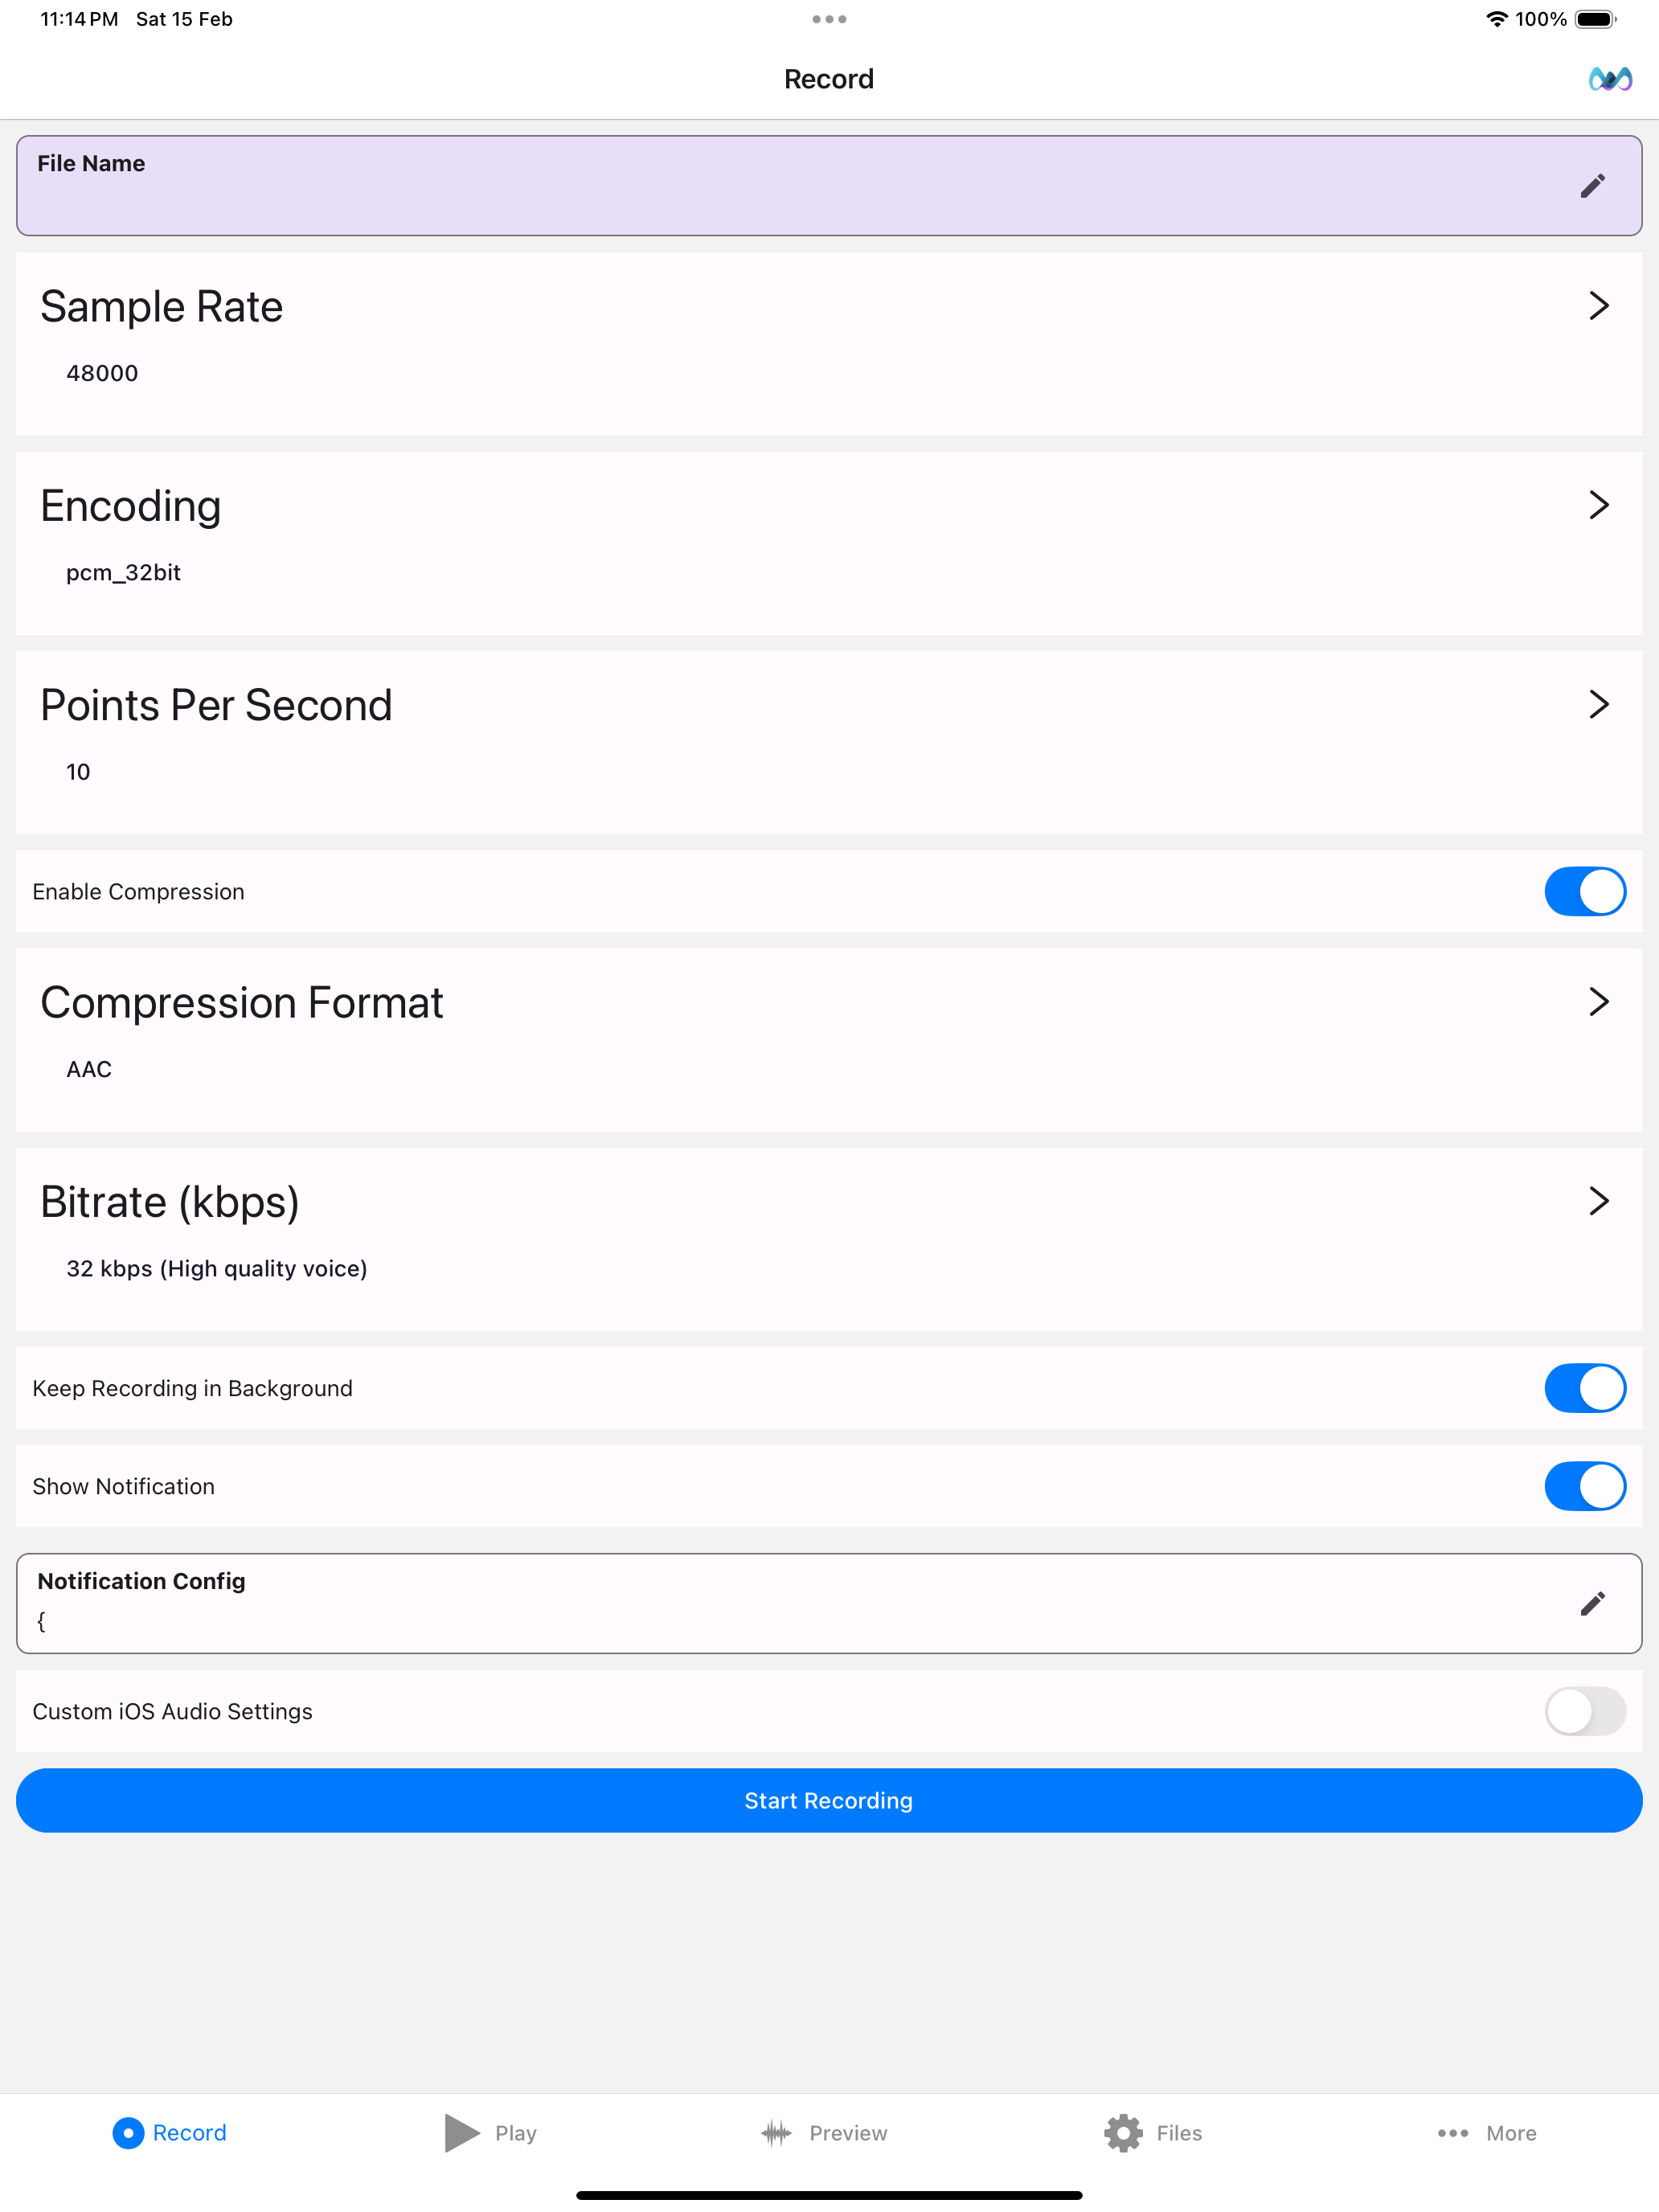 11:14 PM Sat 15 Feb
100%
Record
File Name
Sample Rate
48000
Encoding
pcm_32bit
Points Per Second
10
Enable Compression
Compression Format
AAC
Bitrate (kbps)
32 kbps (High quality voice)
Keep Recording in Background
Show Notification
Notification Config
{
Custom iOS Audio Settings
Start Recording
Record Play Preview Files More